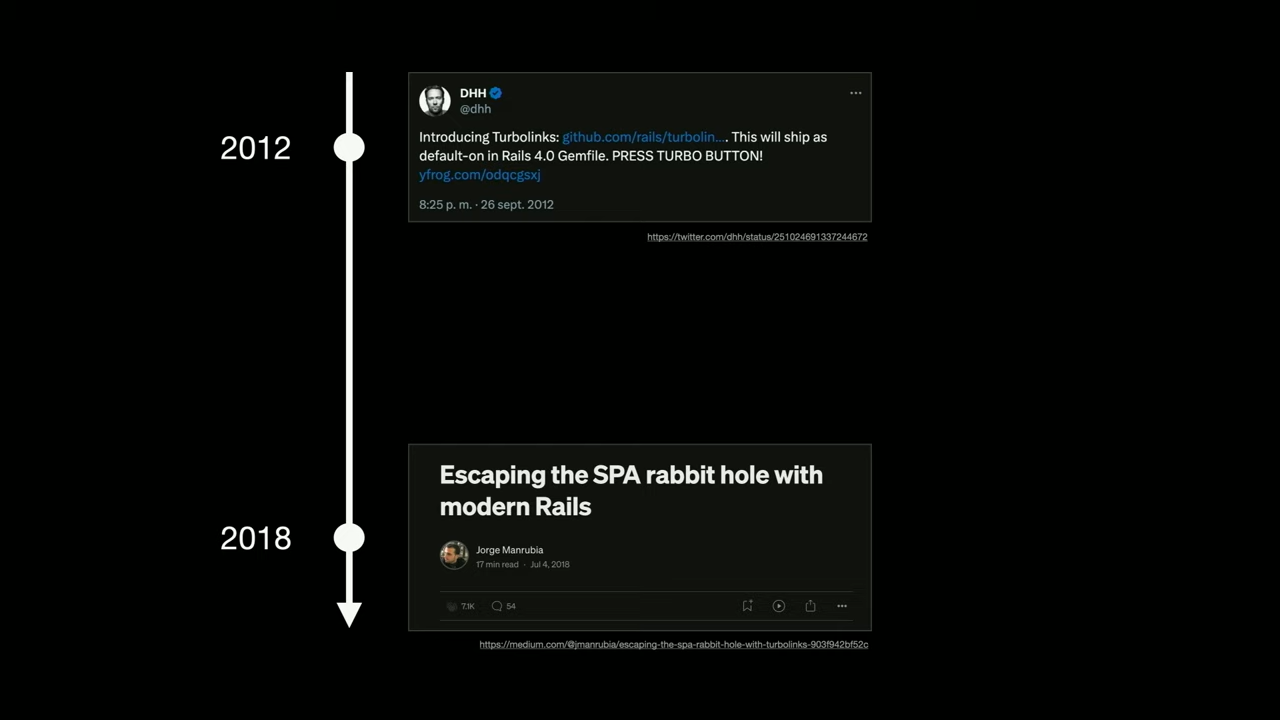 2012
DHH
@dhh
Introducing Turbolinks: github.com/rails/turbolin.... This will ship as
default-on in Rails 4.0 Gemfile. PRESS TURBO BUTTON!
yfrog.com/odqcgsxj
8:25 p. m. · 26 sept. 2012
https://twitter.com/dhh/status/251024691337244672
2018
Escaping the SPA rabbit hole with
modern Rails
Jorge Manrubia
17 min read · Jul 4, 2018
7.1K 54
https://medium.com/@jmanrubia/escaping-the-spa-rabbit-hole-with-turbolinks-903f942bf52c